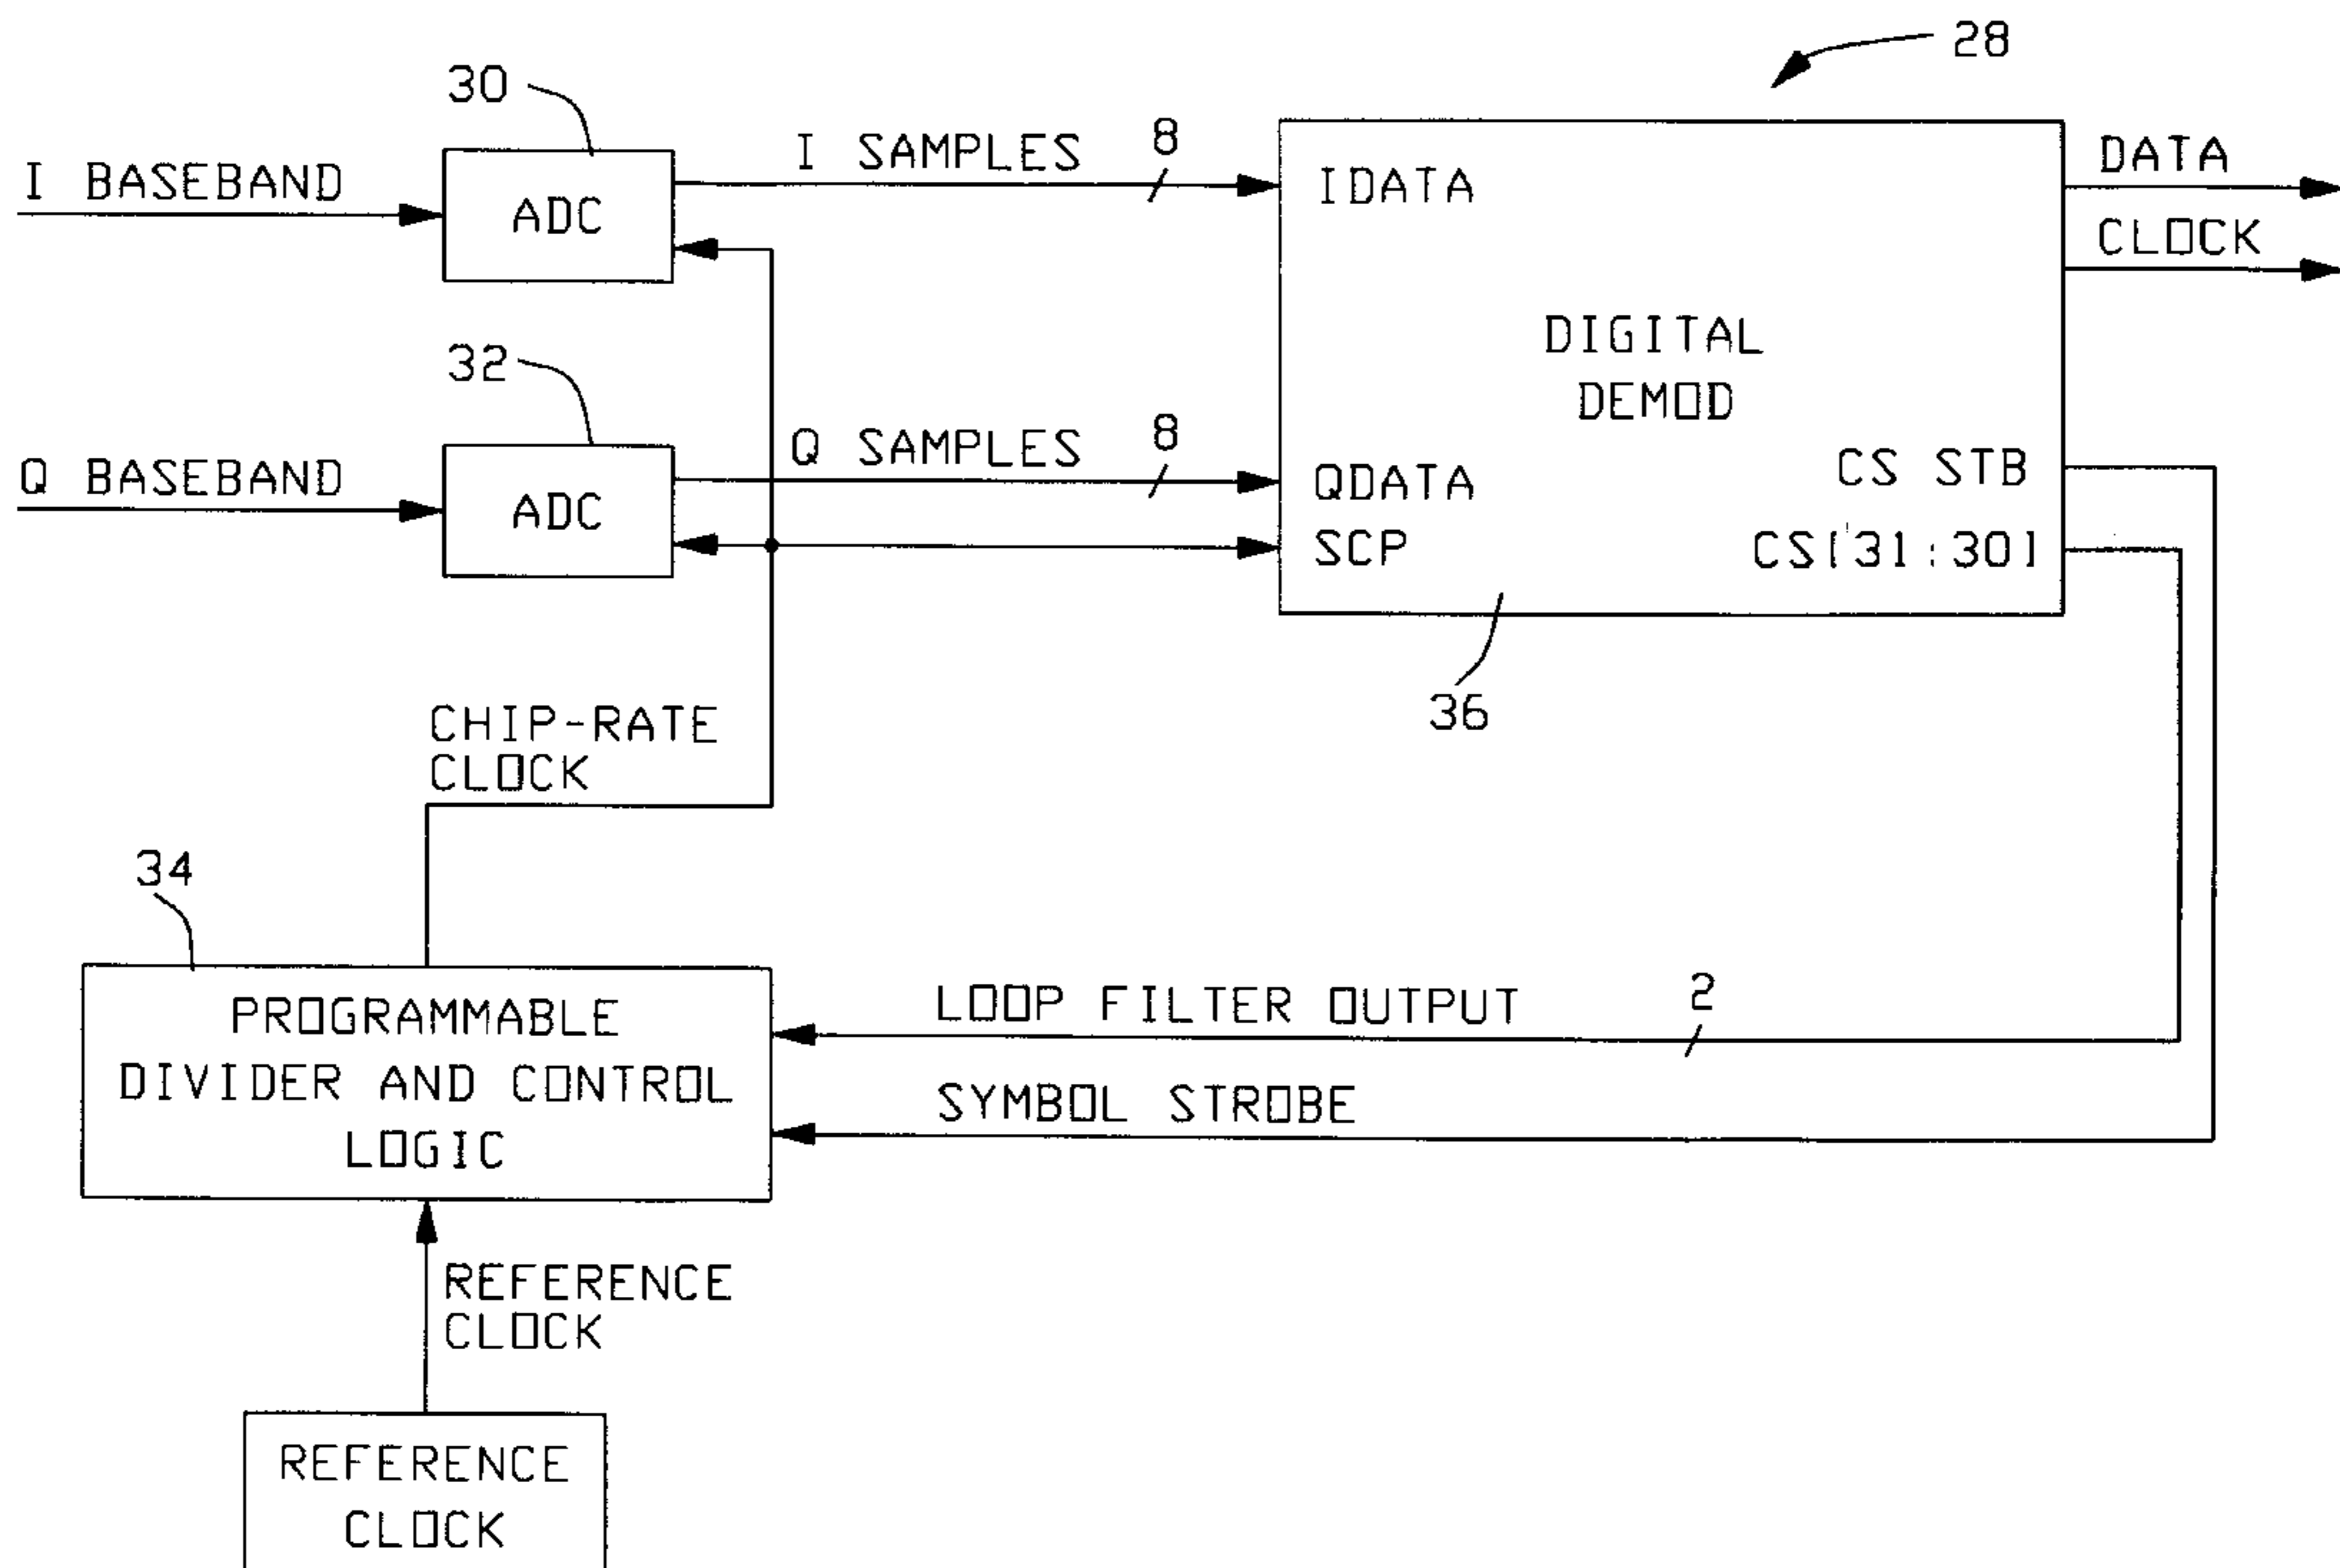 28
30
I BASEBAND
ADC
I SAMPLES
8
IDATA
DATA
CLOCK
DIGITAL
DEMOD
32
Q BASEBAND
ADC
Q SAMPLES
8
QDATA
SCP
CS STB
CS[31:30]
36
CHIP-RATE
CLOCK
34
PROGRAMMABLE
DIVIDER AND CONTROL
LOGIC
LOOP FILTER OUTPUT
2
SYMBOL STROBE
REFERENCE
CLOCK
REFERENCE
CLOCK